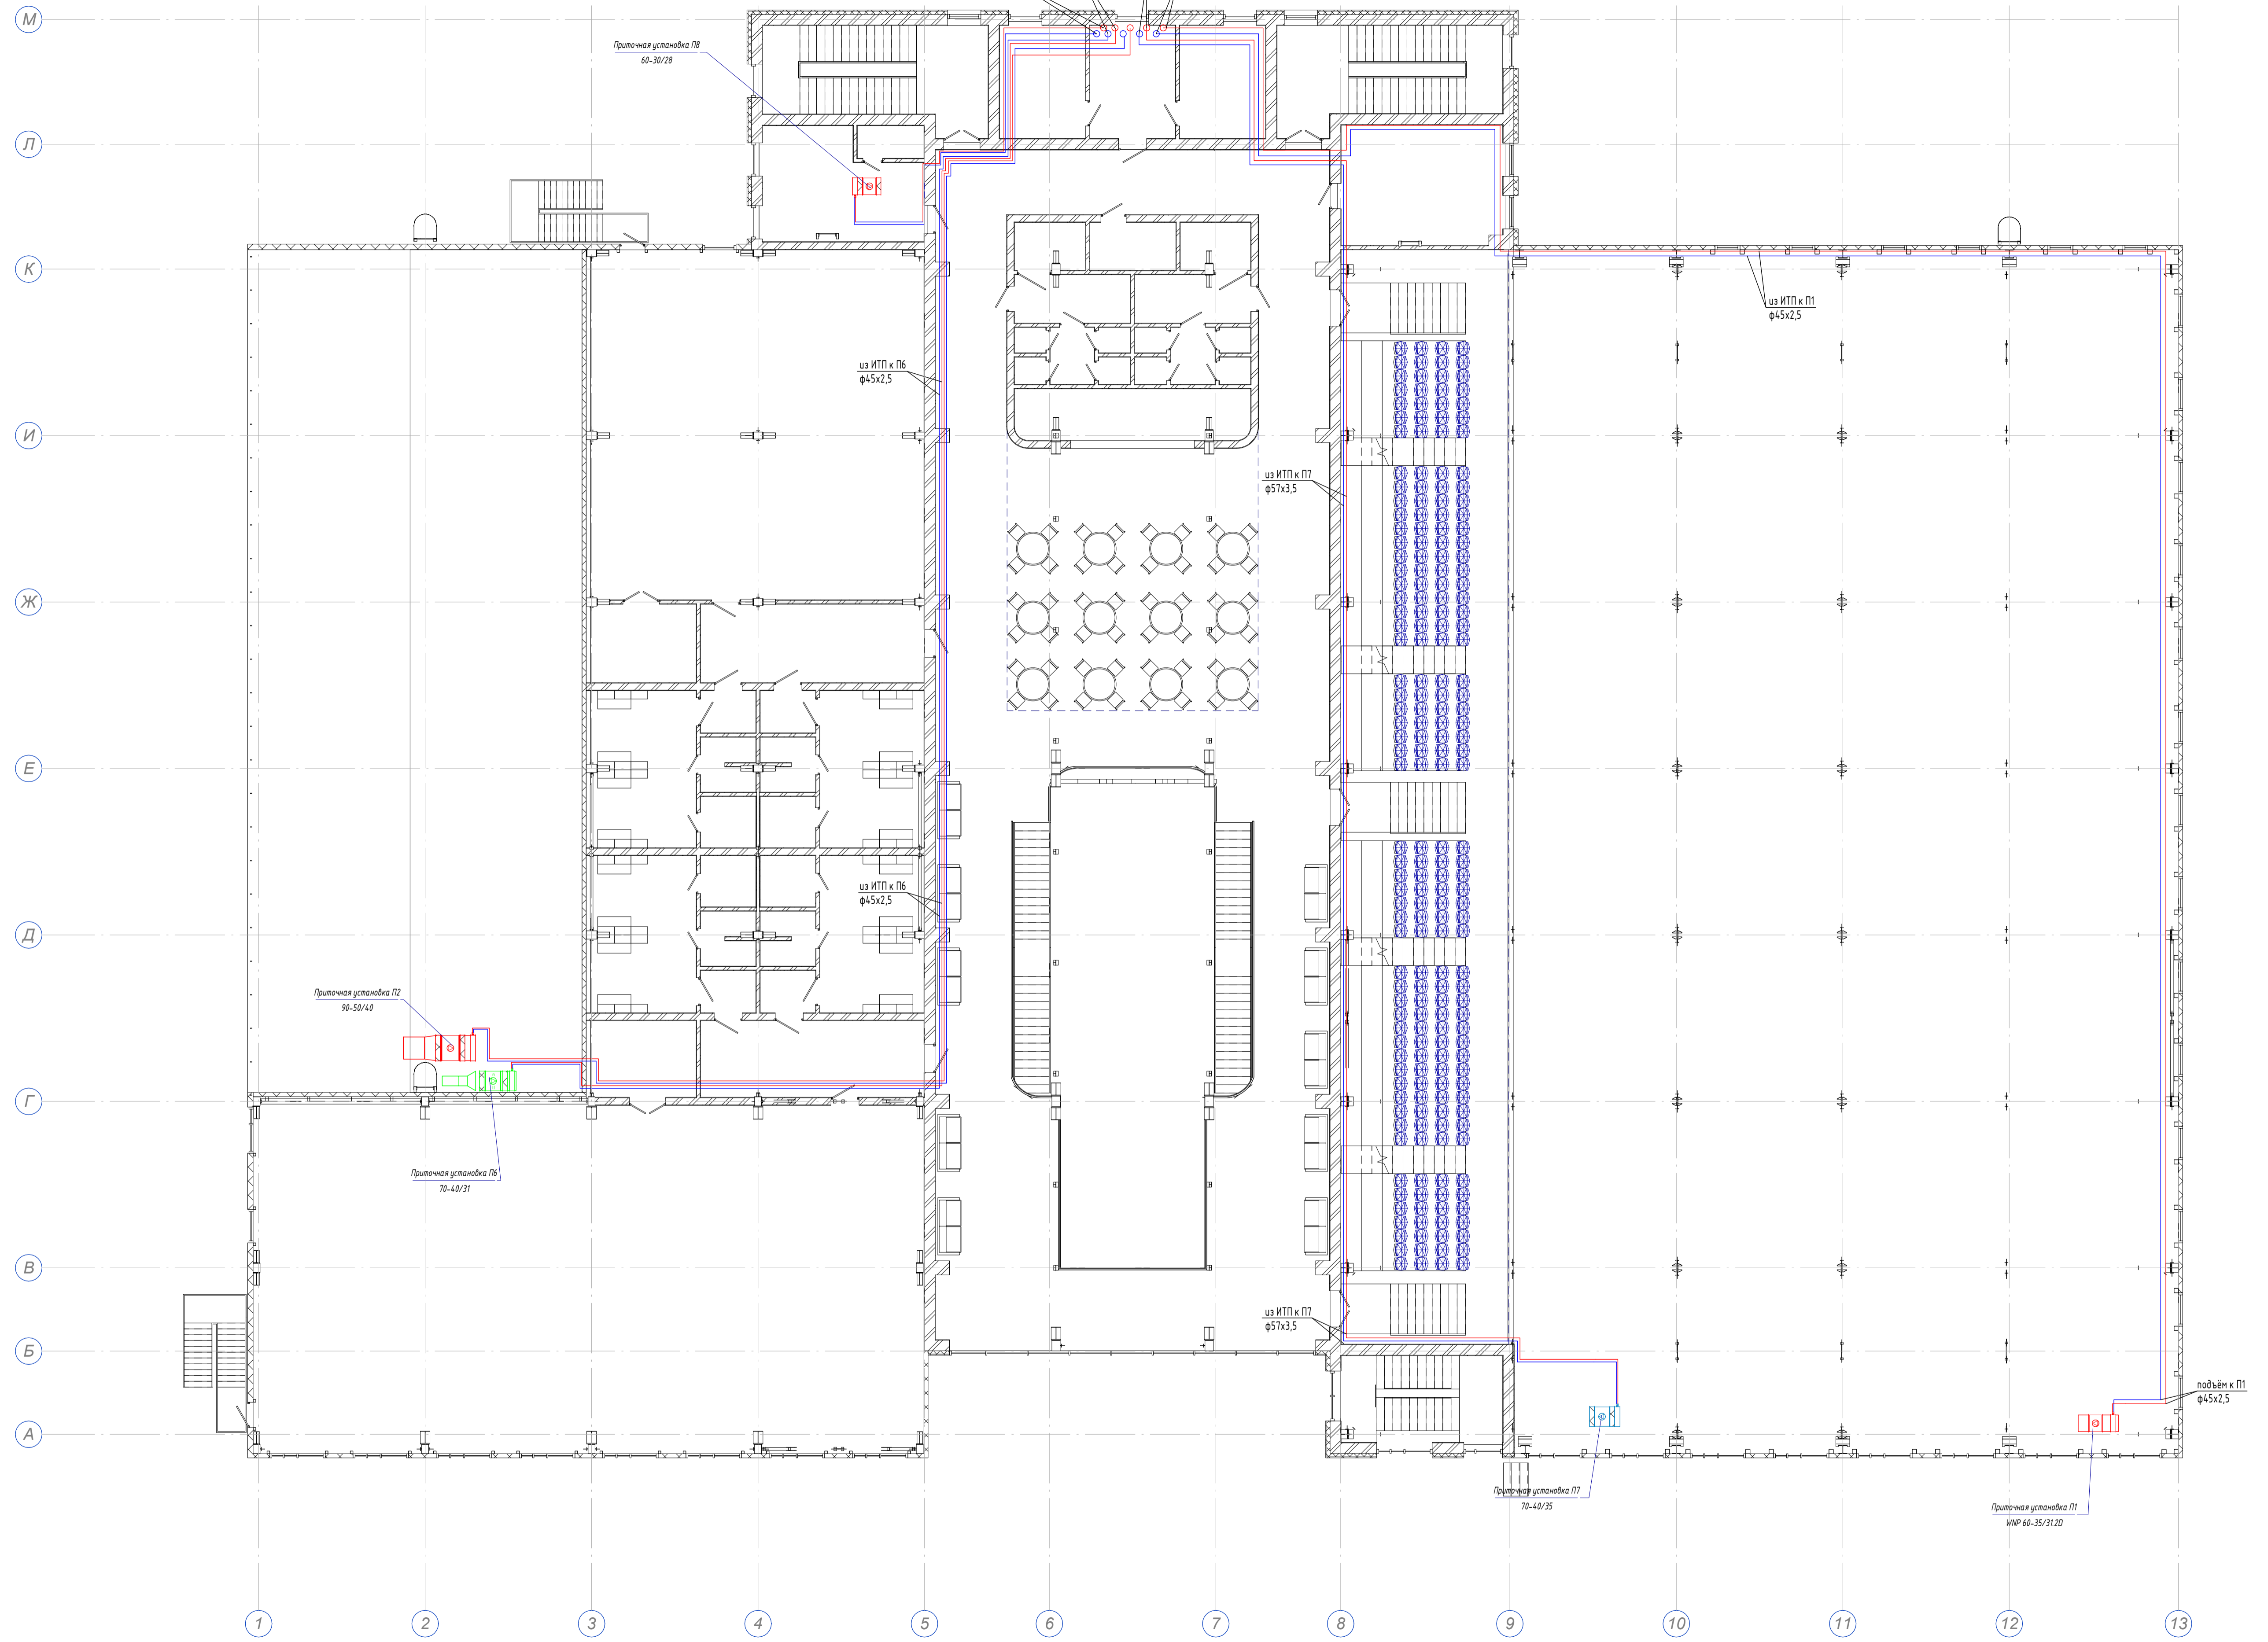 М
Приточная установка П8
60-30/28
Л
К
из ИТП к П1
ф45х2,5
из ИТП к П6
ф45х2,5
И
из ИТП к П7
ф57х3,5
Ж
Е
из ИТП к П6
ф45х2,5
Д
Приточная установка П2
90-50/40
Г
Приточная установка П6
70-40/31
В
из ИТП к П7
ф57х3,5
Б
подъём к П1
ф45х2,5
А
Приточная установка П7
70-40/35
Приточная установка П1
WNP 60-35/31.2D
1 2 3 4 5 6 7 8 9 10 11 12 13